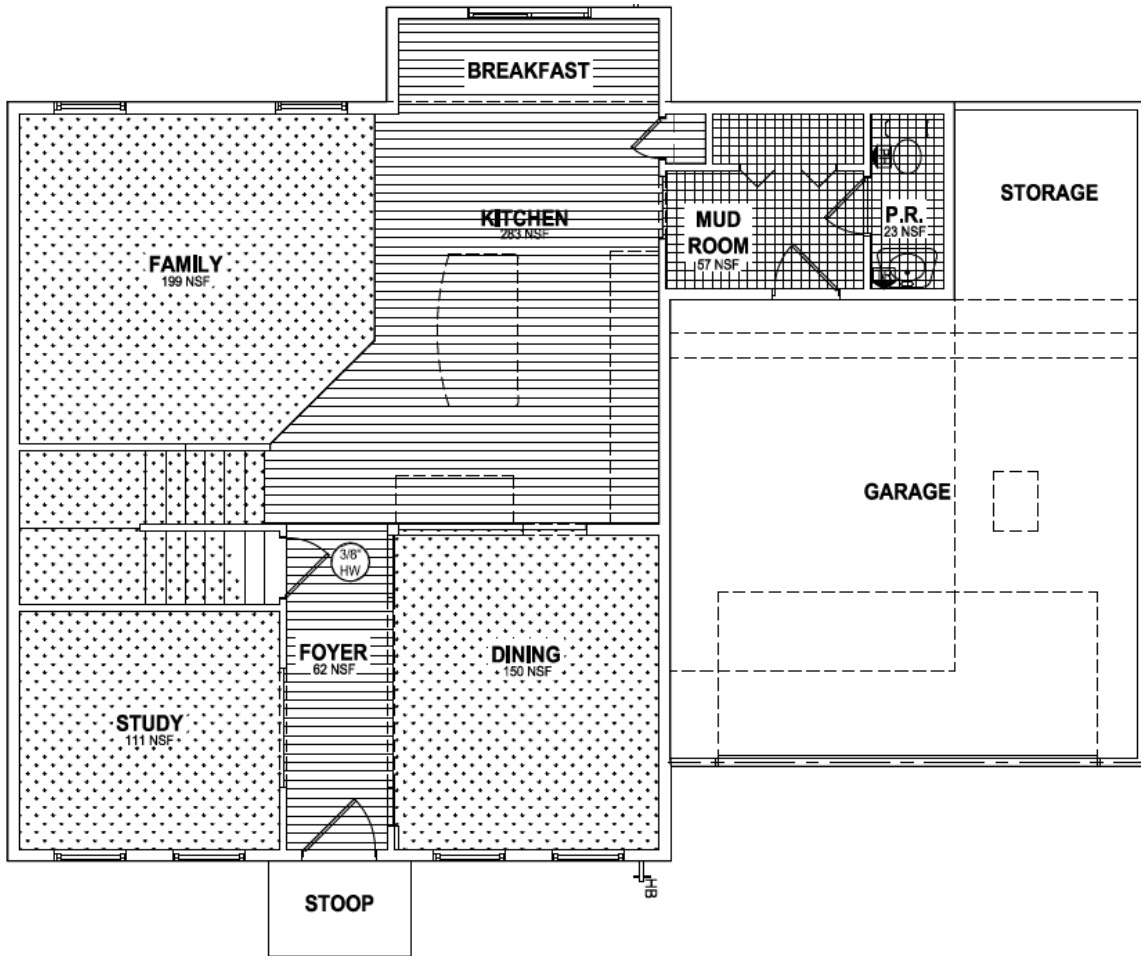 BREAKFAST
STORAGE
KITCHEN
283 NSF
MUD
ROOM
57 NSF
P.R.
23 NSF
FAMILY
199 NSF
GARAGE
3/8"
HW
FOYER
62 NSF
DINING
150 NSF
STUDY
111 NSF
HB
STOOP